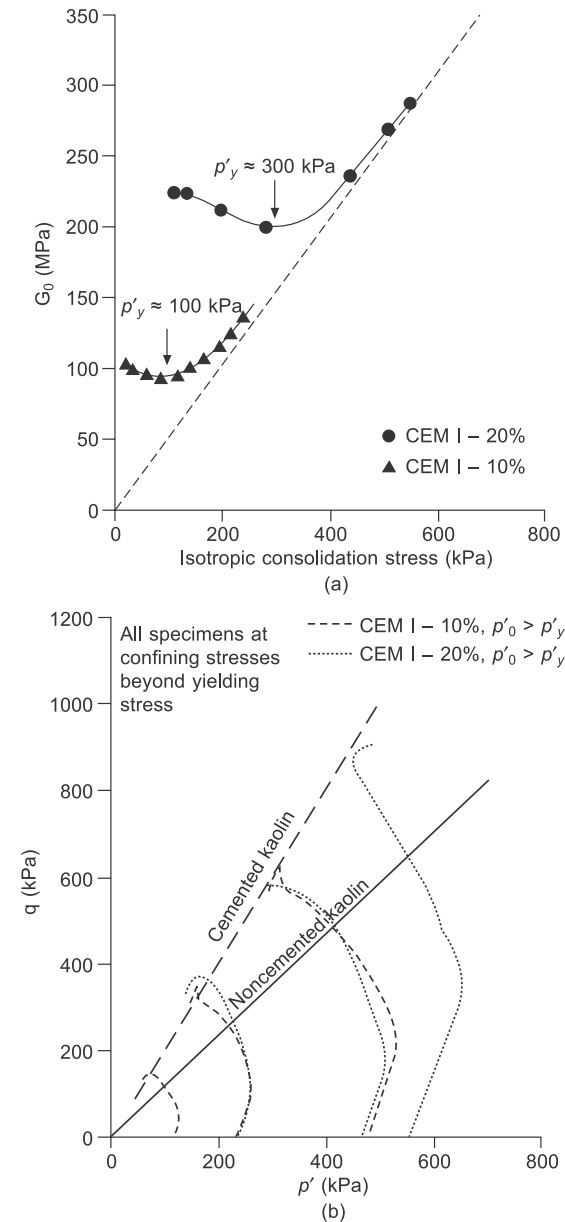 350
300
250
200
150
100
50
0
G₀ (MPa)
p′y ≈ 300 kPa
p′y ≈ 100 kPa
CEM I – 20%
CEM I – 10%
0 200 400 600 800
Isotropic consolidation stress (kPa)
(a)
1200
1000
800
600
400
200
0
q (kPa)
All specimens at
confining stresses
beyond yielding
stress
CEM I – 10%, p′₀ > p′y
CEM I – 20%, p′₀ > p′y
Cemented kaolin
Noncemented kaolin
0 200 400 600 800
p′ (kPa)
(b)